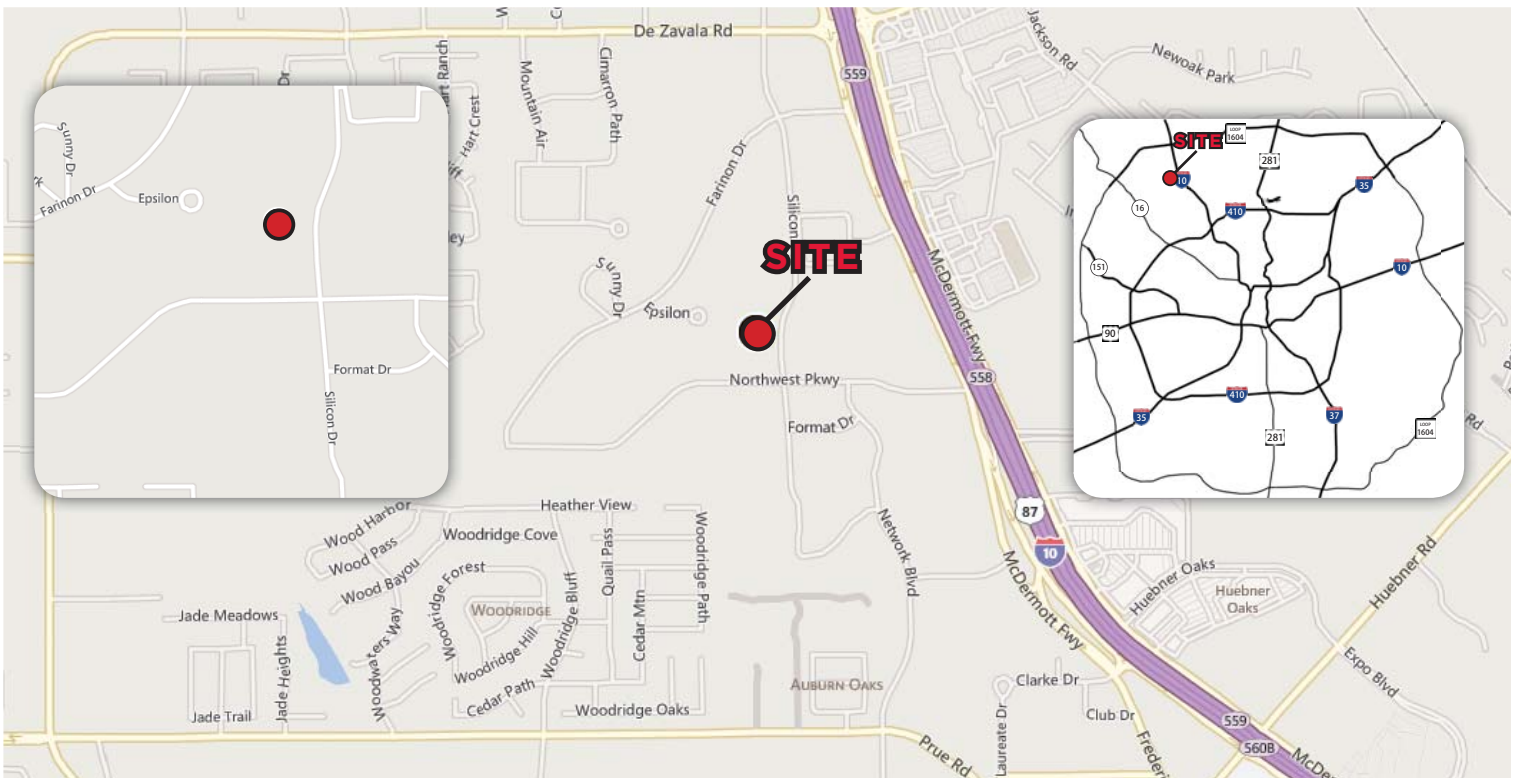 De Zavala Rd
559
Jackson Rd
Newoak Park
Mountain Air
Cimarron Path
Hart Crest
Dr
Farinon Dr
Silicon
SITE
Sunny Dr
Epsilon
McDermott Fwy
558
Northwest Pkwy
Format Dr
Sunny Dr
Farinon Dr
Epsilon
Format Dr
Silicon Dr
SITE
LOOP
1604
281
10
35
16
410
151
10
90
410
35
37
281
LOOP
1604
Rd
87
10
Wood Harbor
Heather View
Wood Pass
Woodridge Cove
Wood Bayou
Quail Pass
Woodridge Path
Network Blvd
Woodridge Forest
WOODRIDGE
Woodridge Bluff
Cedar Mtn
Jade Meadows
Jade Heights
Woodwaters Way
Woodridge Hill
Cedar Path
Woodridge Oaks
Jade Trail
AUBURN OAKS
McDermott Fwy
Huebner Oaks
Huebner
Oaks
Huebner Rd
Expo Blvd
Clarke Dr
Club Dr
Laureate Dr
Prue Rd
559
560B